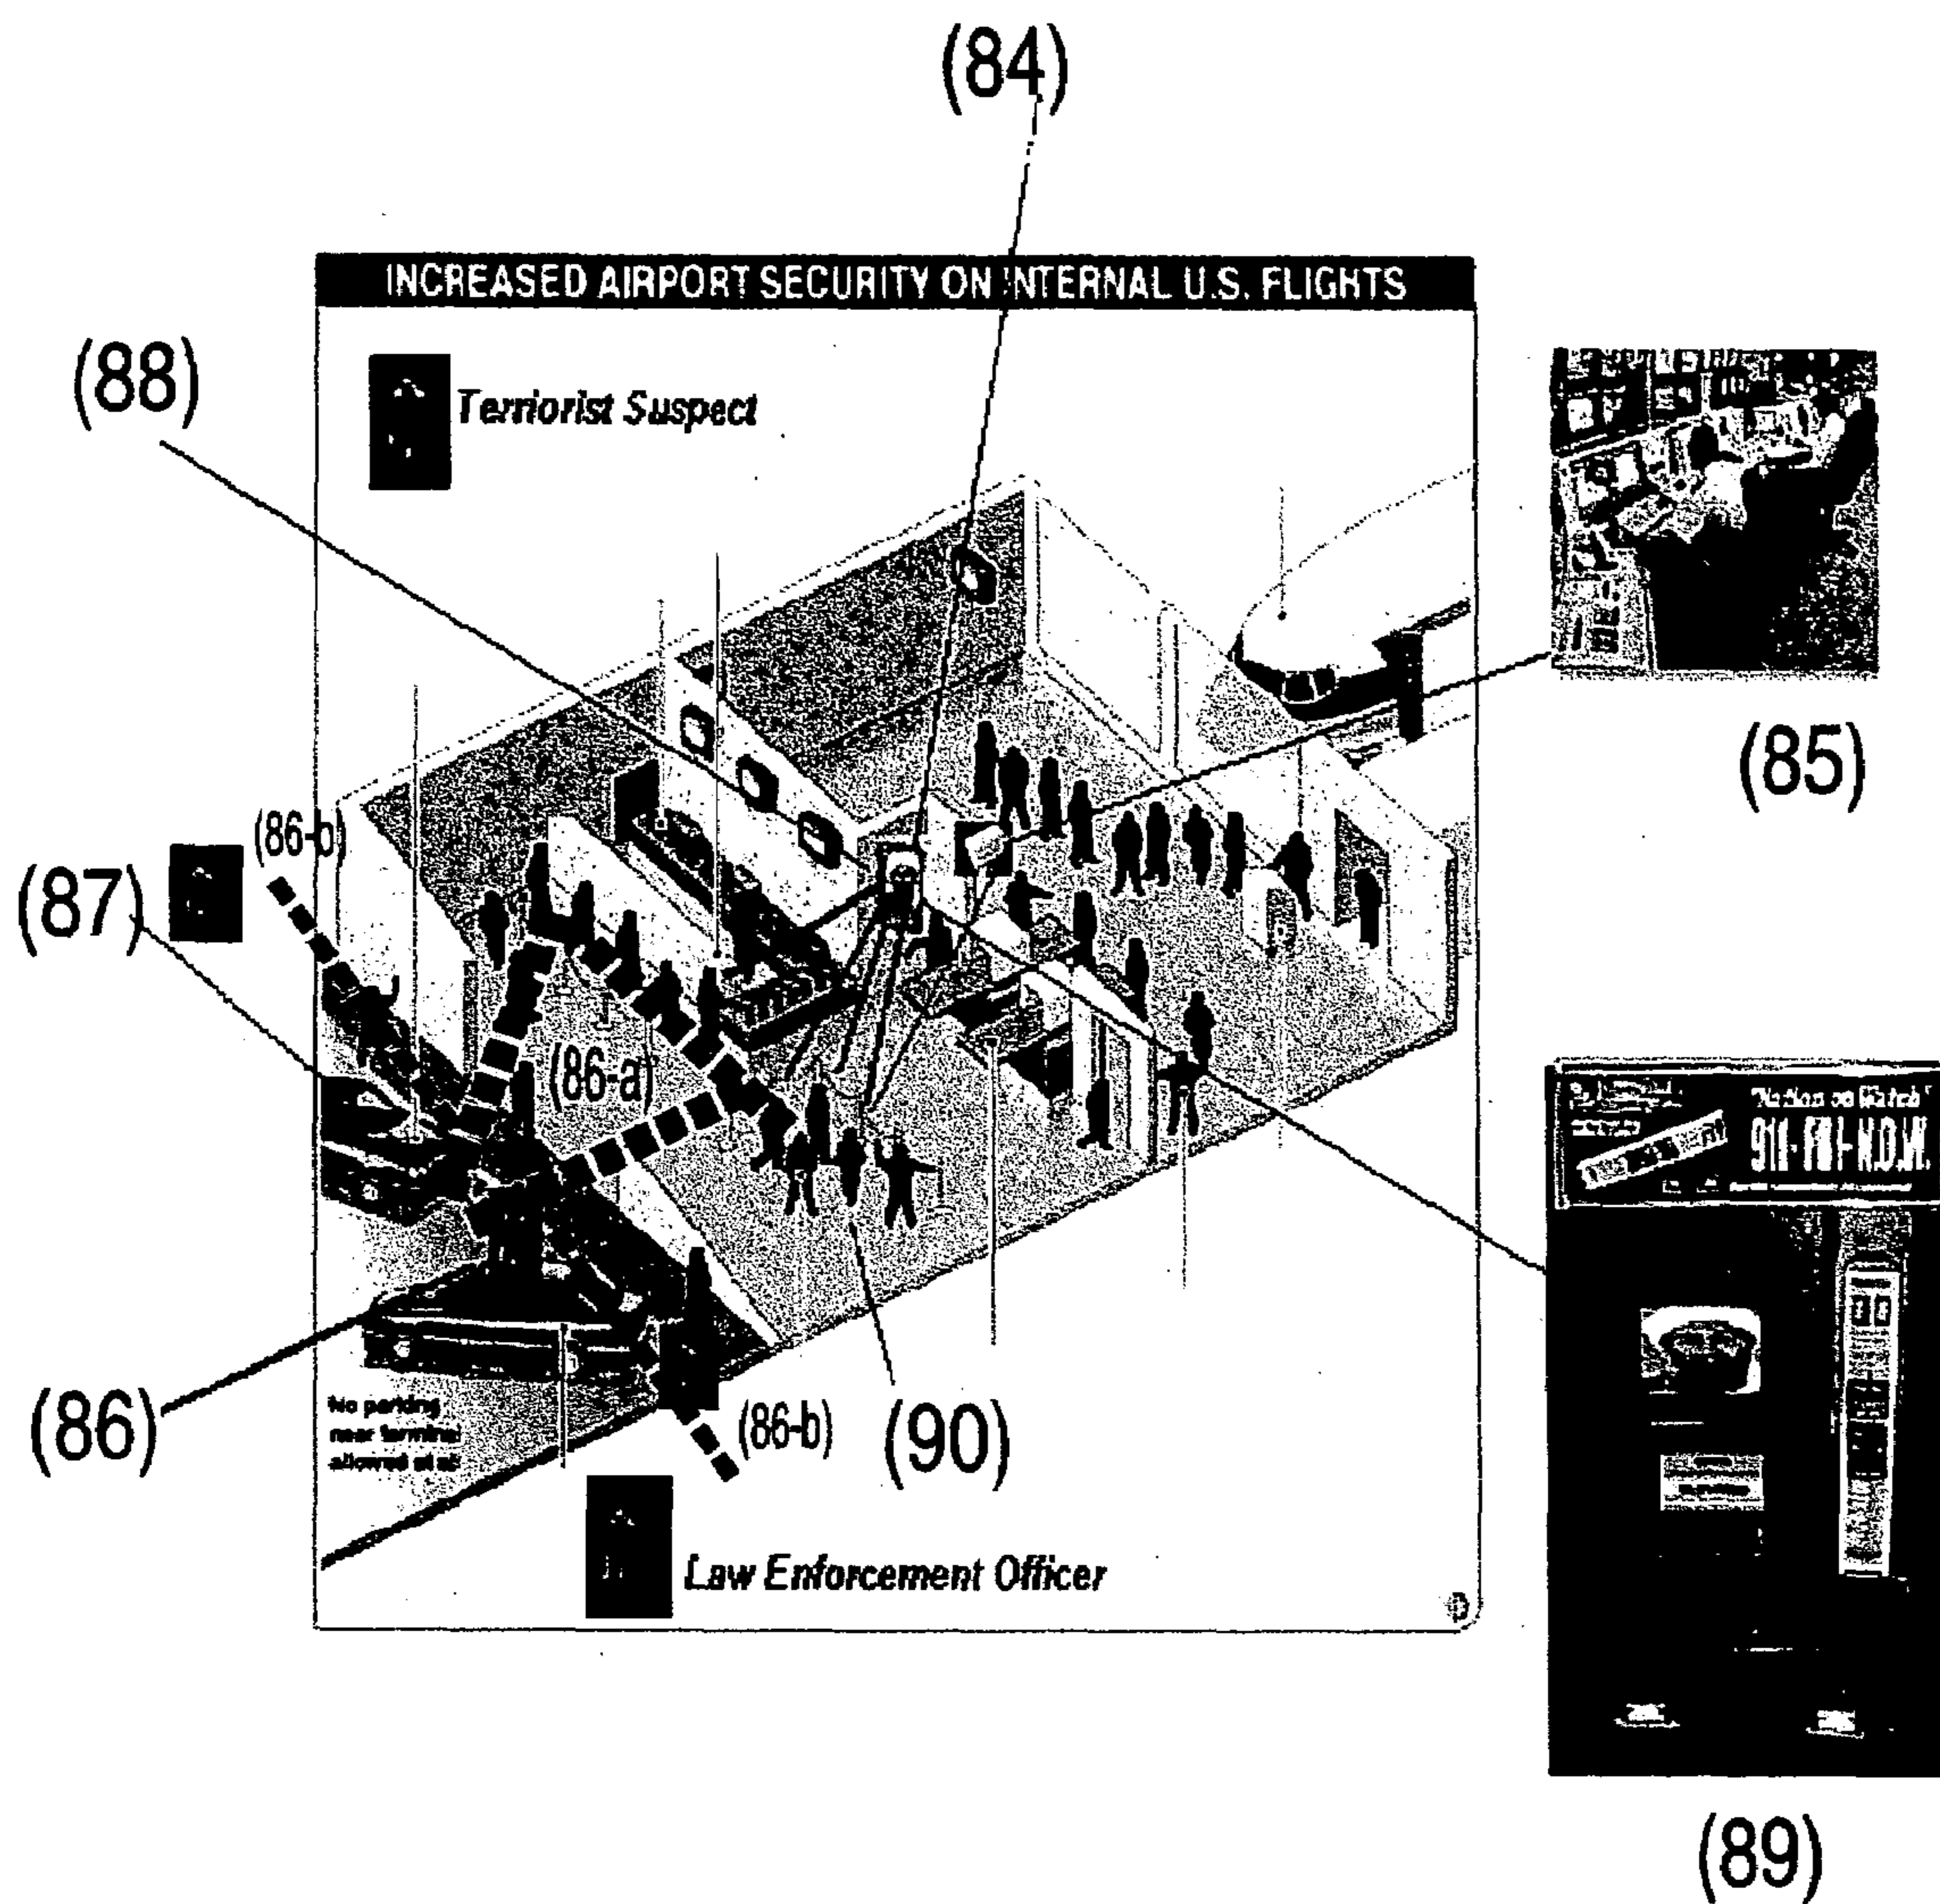 (84)
INCREASED AIRPORT SECURITY ON INTERNAL U.S. FLIGHTS
(88)
Terriorist Suspect
(85)
(86-b)
(87)
(86-a)
"Nation on Watch"
911-FBI-N.O.W.
(86)
No parking
near terminal
allowed at all
(86-b)
(90)
Law Enforcement Officer
(89)